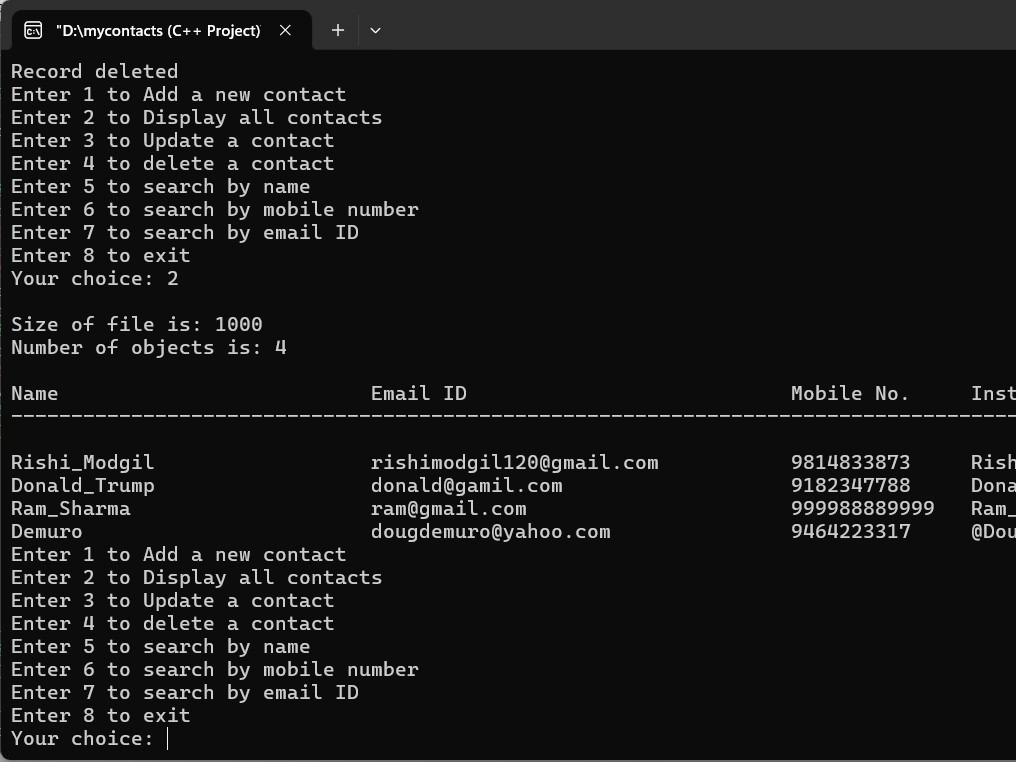 "D:\mycontacts (C++ Project)
Record deleted
Enter 1 to Add a new contact
Enter 2 to Display all contacts
Enter 3 to Update a contact
Enter 4 to delete a contact
Enter 5 to search by name
Enter 6 to search by mobile number
Enter 7 to search by email ID
Enter 8 to exit
Your choice: 2
Size of file is: 1000
Number of objects is: 4
Name Email ID Mobile No. Inst
Rishi_Modgil rishimodgil120@gmail.com 9814833873 Rish
Donald_Trump donald@gamil.com 9182347788 Dona
Ram_Sharma ram@gmail.com 999988889999 Ram_
Demuro dougdemuro@yahoo.com 9464223317 @Dou
Enter 1 to Add a new contact
Enter 2 to Display all contacts
Enter 3 to Update a contact
Enter 4 to delete a contact
Enter 5 to search by name
Enter 6 to search by mobile number
Enter 7 to search by email ID
Enter 8 to exit
Your choice: